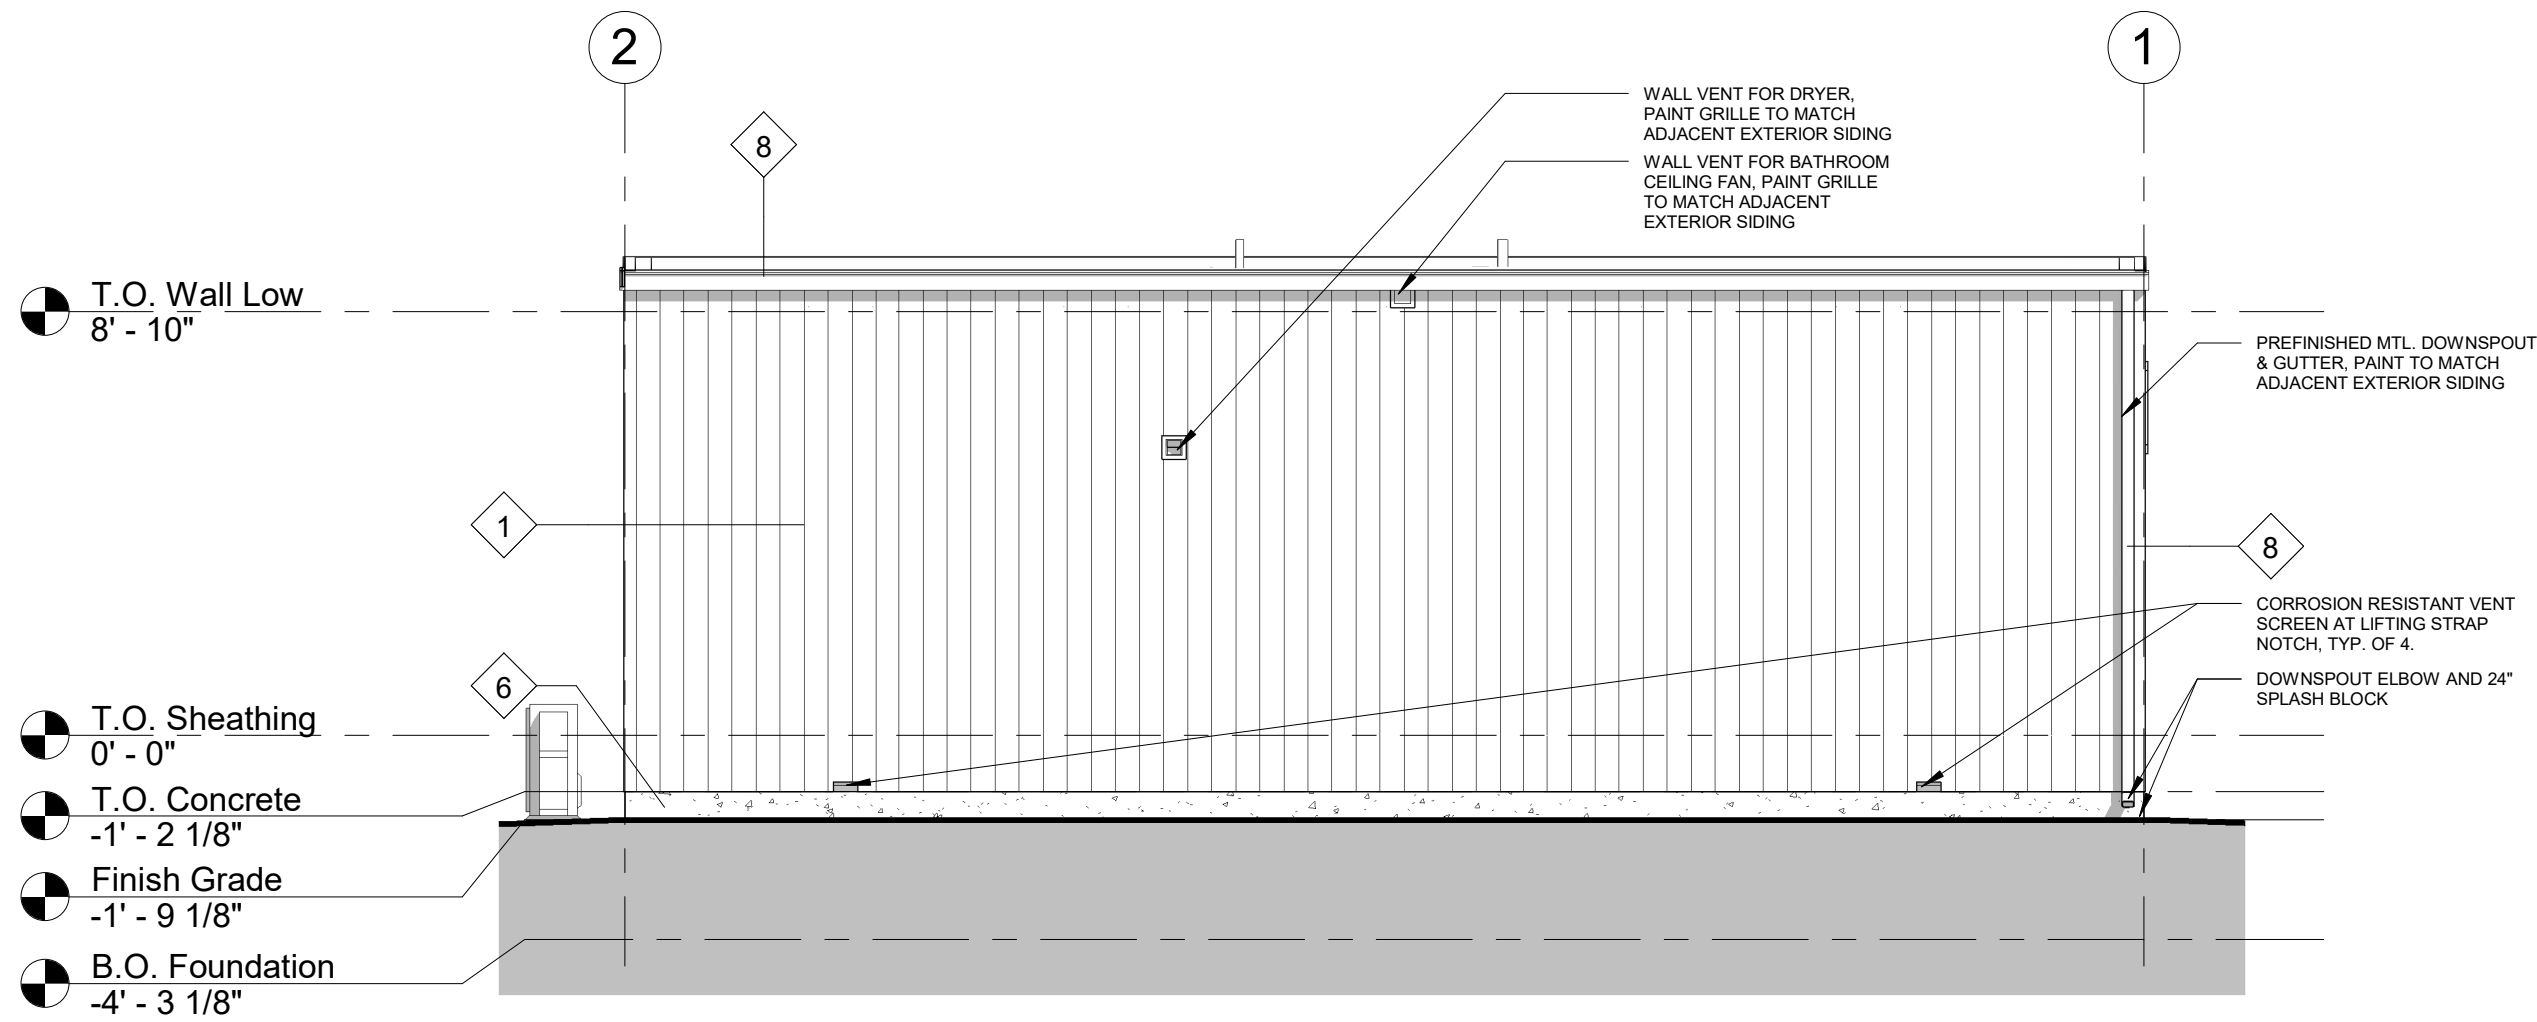 2
1
8
WALL VENT FOR DRYER,
PAINT GRILLE TO MATCH
ADJACENT EXTERIOR SIDING
WALL VENT FOR BATHROOM
CEILING FAN, PAINT GRILLE
TO MATCH ADJACENT
EXTERIOR SIDING
T.O. Wall Low
8' - 10"
PREFINISHED MTL. DOWNSPOUT
& GUTTER, PAINT TO MATCH
ADJACENT EXTERIOR SIDING
1
8
CORROSION RESISTANT VENT
SCREEN AT LIFTING STRAP
NOTCH, TYP. OF 4.
6
DOWNSPOUT ELBOW AND 24"
SPLASH BLOCK
T.O. Sheathing
0' - 0"
T.O. Concrete
-1' - 2 1/8"
Finish Grade
-1' - 9 1/8"
B.O. Foundation
-4' - 3 1/8"